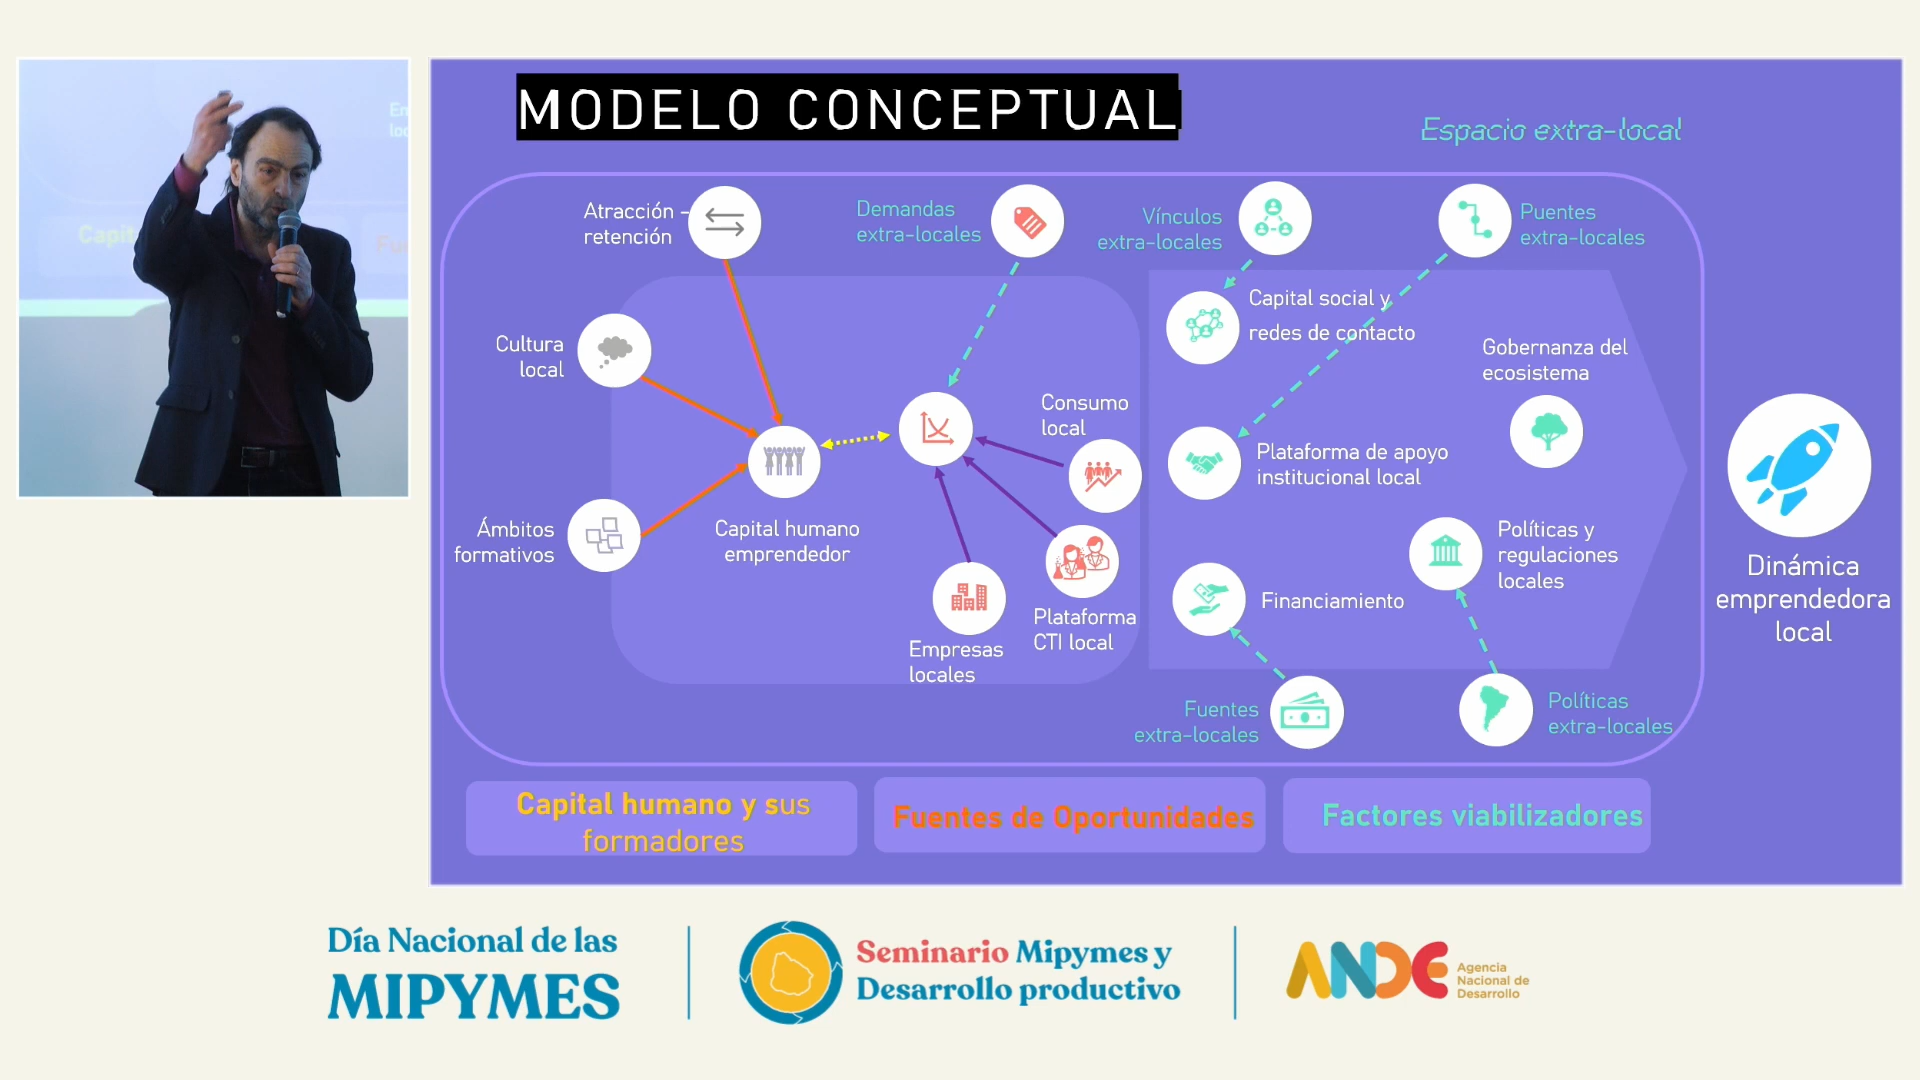 MODELO CONCEPTUAL
Espacio extra-local
Atracción -
retención
Demandas
extra-locales
Vínculos
extra-locales
Puentes
extra-locales
Cultura
local
Capital social y
redes de contacto
Gobernanza del
ecosistema
Consumo
local
Plataforma de apoyo
institucional local
Ámbitos
formativos
Capital humano
emprendedor
Políticas y
regulaciones
locales
Dinámica
emprendedora
local
Financiamiento
Plataforma
CTI local
Empresas
locales
Fuentes
extra-locales
Políticas
extra-locales
Capital humano y sus
formadores
Fuentes de Oportunidades
Factores viabilizadores
Día Nacional de las
MIPYMES
Seminario Mipymes y
Desarrollo productivo
ANDE
Agencia
Nacional de
Desarrollo